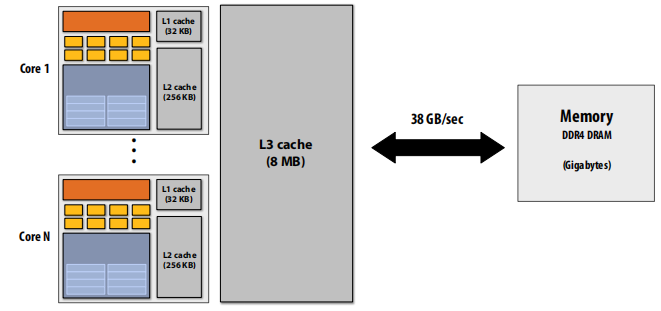 Core 1
L1 cache
(32 KB)
L2 cache
(256 KB)
Core N
L1 cache
(32 KB)
L2 cache
(256 KB)
L3 cache
(8 MB)
38 GB/sec
Memory
DDR4 DRAM
(Gigabytes)